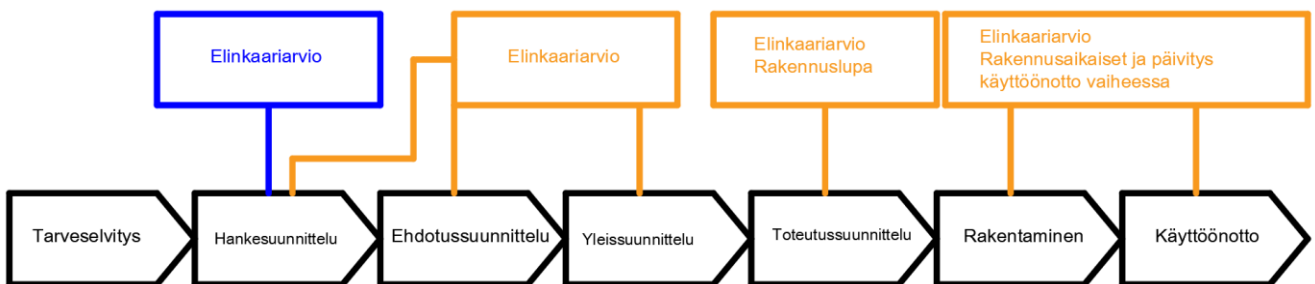 Elinkaariarvio
Elinkaariarvio
Elinkaariarvio
Rakennuslupa
Elinkaariarvio
Rakennusaikaiset ja päivitys
käyttöönotto vaiheessa
Tarveselvitys
Hankesuunnittelu
Ehdotussuunnittelu
Yleissuunnittelu
Toteutussuunnittelu
Rakentaminen
Käyttöönotto